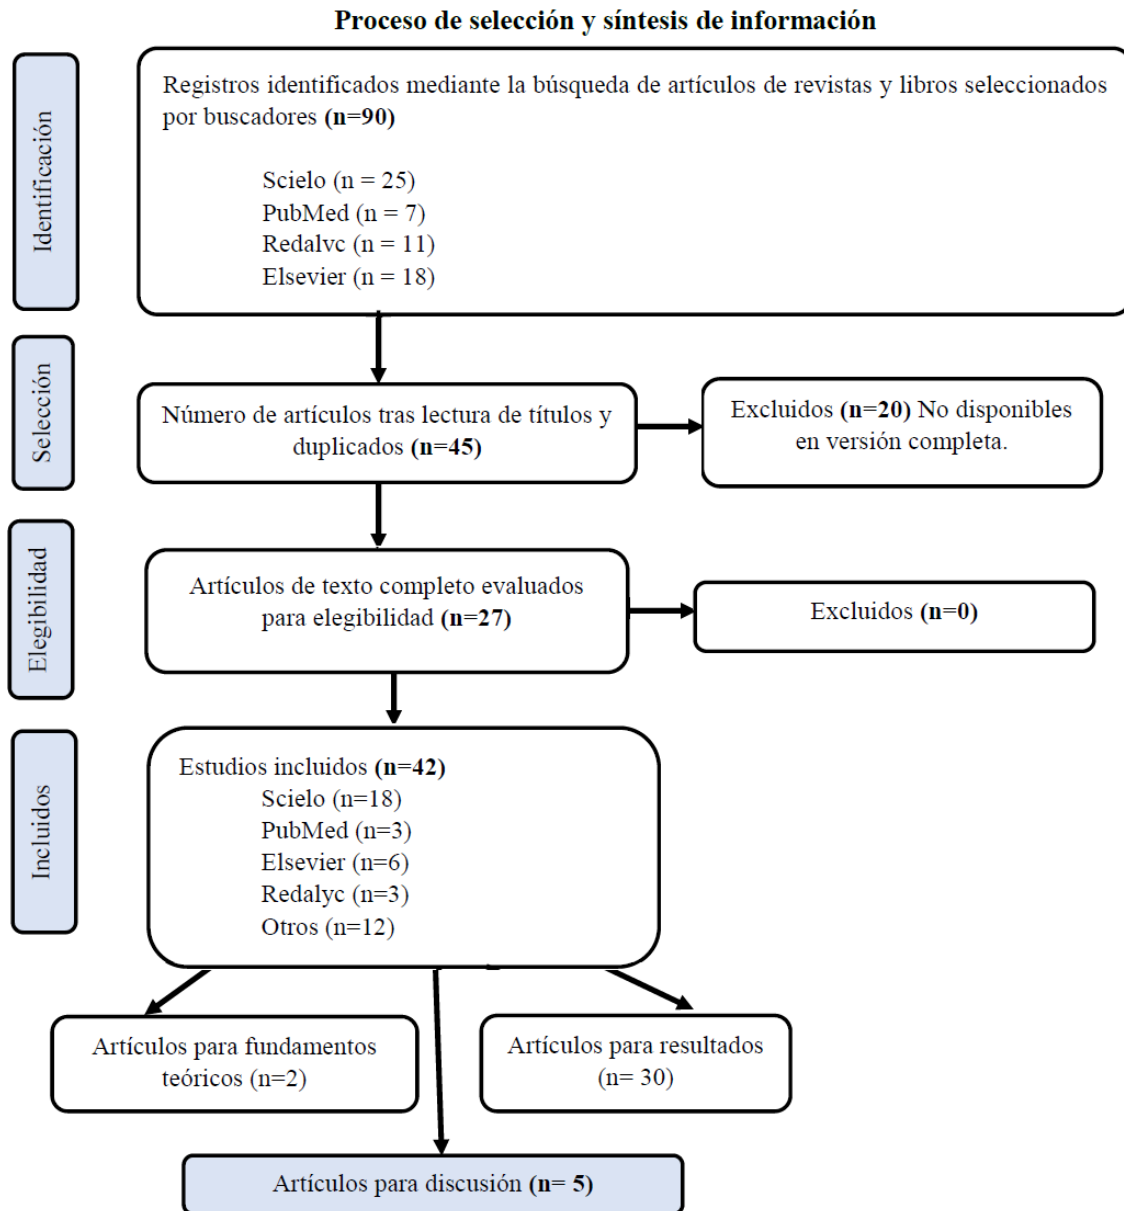 Proceso de selección y síntesis de información
Identificación
Registros identificados mediante la búsqueda de artículos de revistas y libros seleccionados
por buscadores (n=90)
Scielo (n = 25)
PubMed (n = 7)
Redalvc (n = 11)
Elsevier (n = 18)
Selección
Número de artículos tras lectura de títulos y
duplicados (n=45)
Excluidos (n=20) No disponibles
en versión completa.
Elegibilidad
Artículos de texto completo evaluados
para elegibilidad (n=27)
Excluidos (n=0)
Incluidos
Estudios incluidos (n=42)
Scielo (n=18)
PubMed (n=3)
Elsevier (n=6)
Redalyc (n=3)
Otros (n=12)
Artículos para fundamentos
teóricos (n=2)
Artículos para resultados
(n= 30)
Artículos para discusión (n= 5)